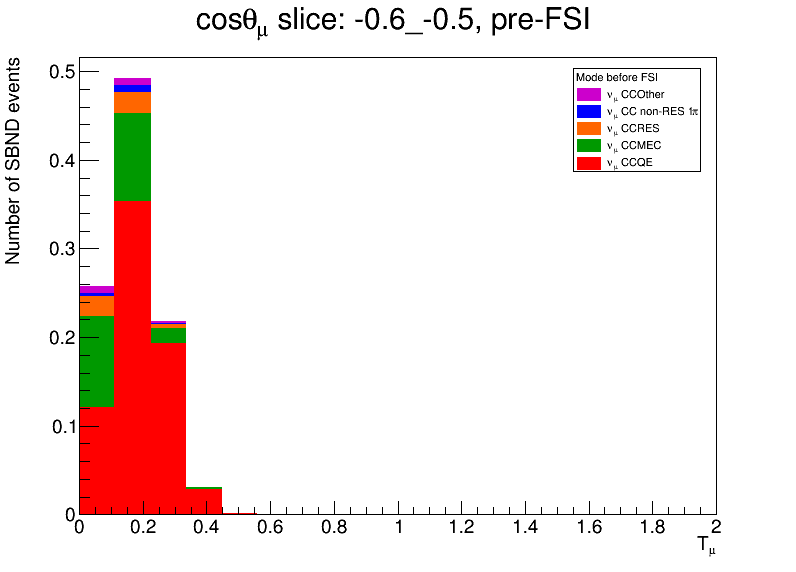 cosθμ slice: -0.6_-0.5, pre-FSI
Number of SBND events
0.5
0.4
0.3
0.2
0.1
0
Mode before FSI
νμ CCOther
νμ CC non-RES 1π
νμ CCRES
νμ CCMEC
νμ CCQE
0 0.2 0.4 0.6 0.8 1 1.2 1.4 1.6 1.8 2
Tμ